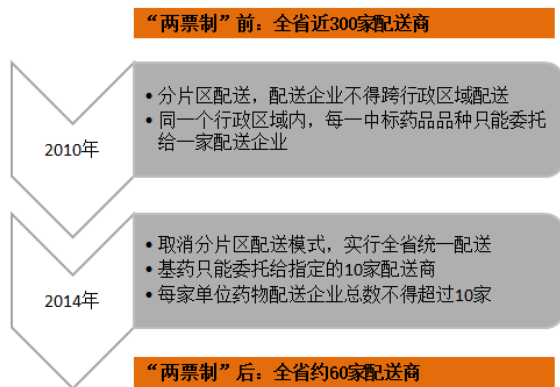 “两票制”前：全省近300家配送商
2010年
• 分片区配送，配送企业不得跨行政区域配送
• 同一个行政区域内，每一中标药品品种只能委托
给一家配送企业
2014年
• 取消分片区配送模式，实行全省统一配送
• 基药只能委托给指定的10家配送商
• 每家单位药物配送企业总数不得超过10家
“两票制”后：全省约60家配送商